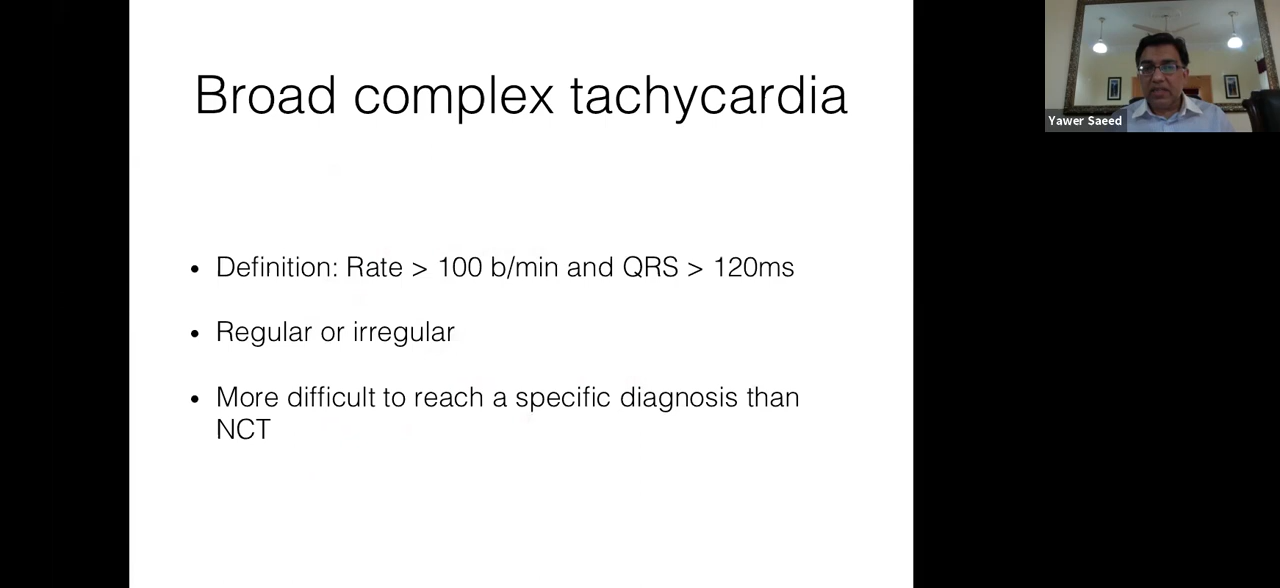 Broad complex tachycardia
• Definition: Rate > 100 b/min and QRS > 120ms
• Regular or irregular
• More difficult to reach a specific diagnosis than
NCT
Yawer Saeed